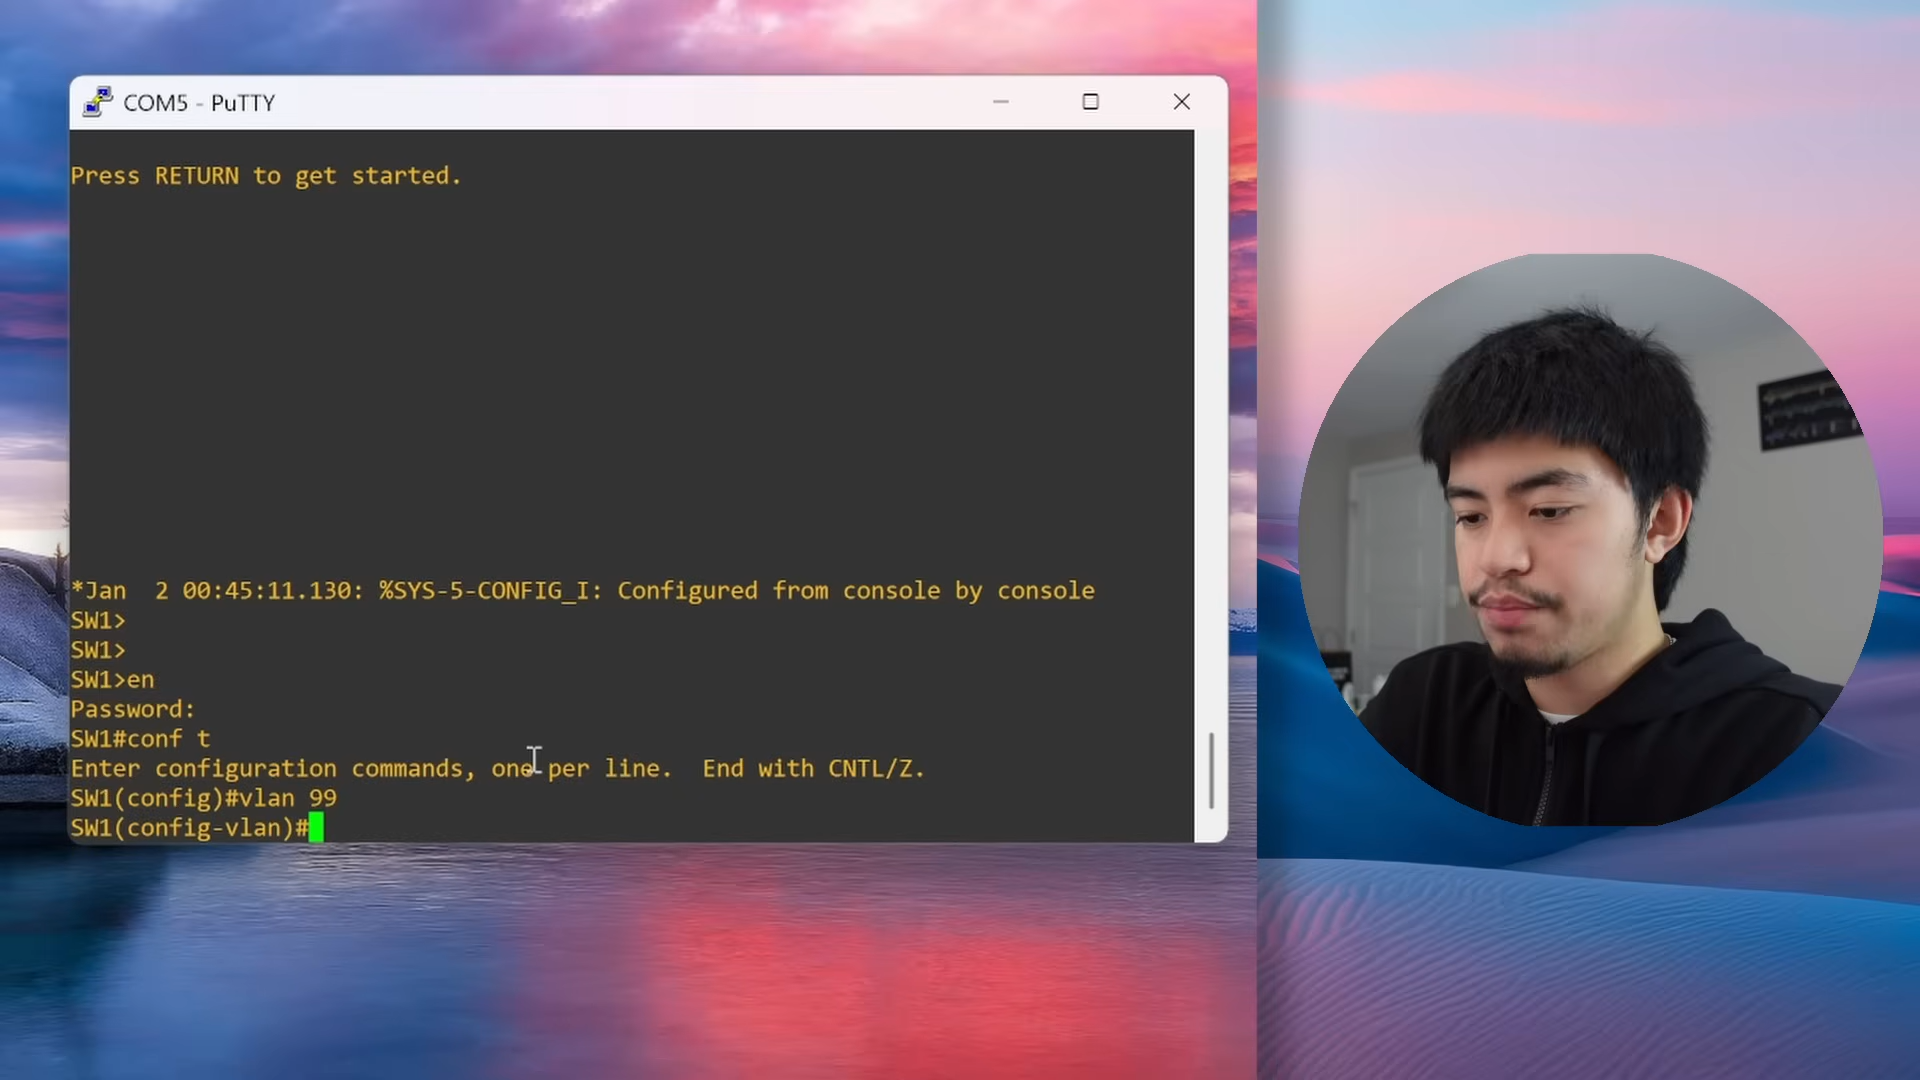 COM5 - PuTTY
Press RETURN to get started.
*Jan  2 00:45:11.130: %SYS-5-CONFIG_I: Configured from console by console
SW1>
SW1>
SW1>en
Password:
SW1#conf t
Enter configuration commands, one per line.  End with CNTL/Z.
SW1(config)#vlan 99
SW1(config-vlan)#